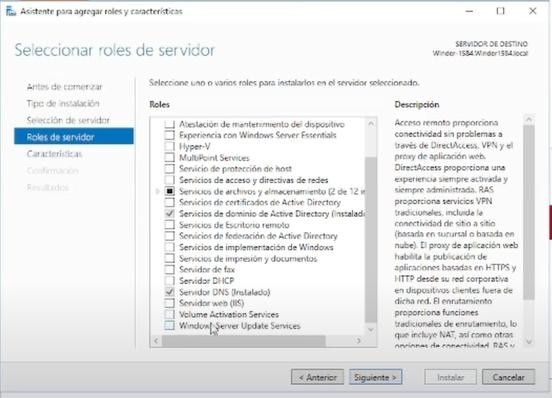 Asistente para agregar roles y características
Seleccionar roles de servidor
SERVIDOR DE DESTINO
Winder-1584.Winder1584.local
Antes de comenzar
Tipo de instalación
Selección de servidor
Roles de servidor
Características
Confirmación
Resultados
Seleccione uno o varios roles para instalarlos en el servidor seleccionado.
Roles
Atestación de mantenimiento del dispositivo
Experiencia con Windows Server Essentials
Hyper-V
MultiPoint Services
Servicio de protección de host
Servicios de acceso y directivas de redes
Servicios de archivos y almacenamiento (2 de 12 in
Servicios de certificados de Active Directory
Servicios de dominio de Active Directory (Instalado
Servicios de Escritorio remoto
Servicios de federación de Active Directory
Servicios de implementación de Windows
Servicios de impresión y documentos
Servidor de fax
Servidor DHCP
Servidor DNS (Instalado)
Servidor web (IIS)
Volume Activation Services
Windows Server Update Services
Descripción
Acceso remoto proporciona
conectividad sin problemas a
través de DirectAccess, VPN y el
proxy de aplicación web.
DirectAccess proporciona una
experiencia siempre activada y
siempre administrada. RAS
proporciona servicios VPN
tradicionales, incluida la
conectividad de sitio a sitio
(basada en sucursal o basada en
nube). El proxy de aplicación web
habilita la publicación de
aplicaciones basadas en HTTP y
HTTPS desde su red corporativa
en dispositivos cliente fuera de
dicha red. El enrutamiento
proporciona funciones
tradicionales de enrutamiento, lo
que incluye NAT, así como otras
opciones de conectividad. RAS y
< Anterior
Siguiente >
Instalar
Cancelar